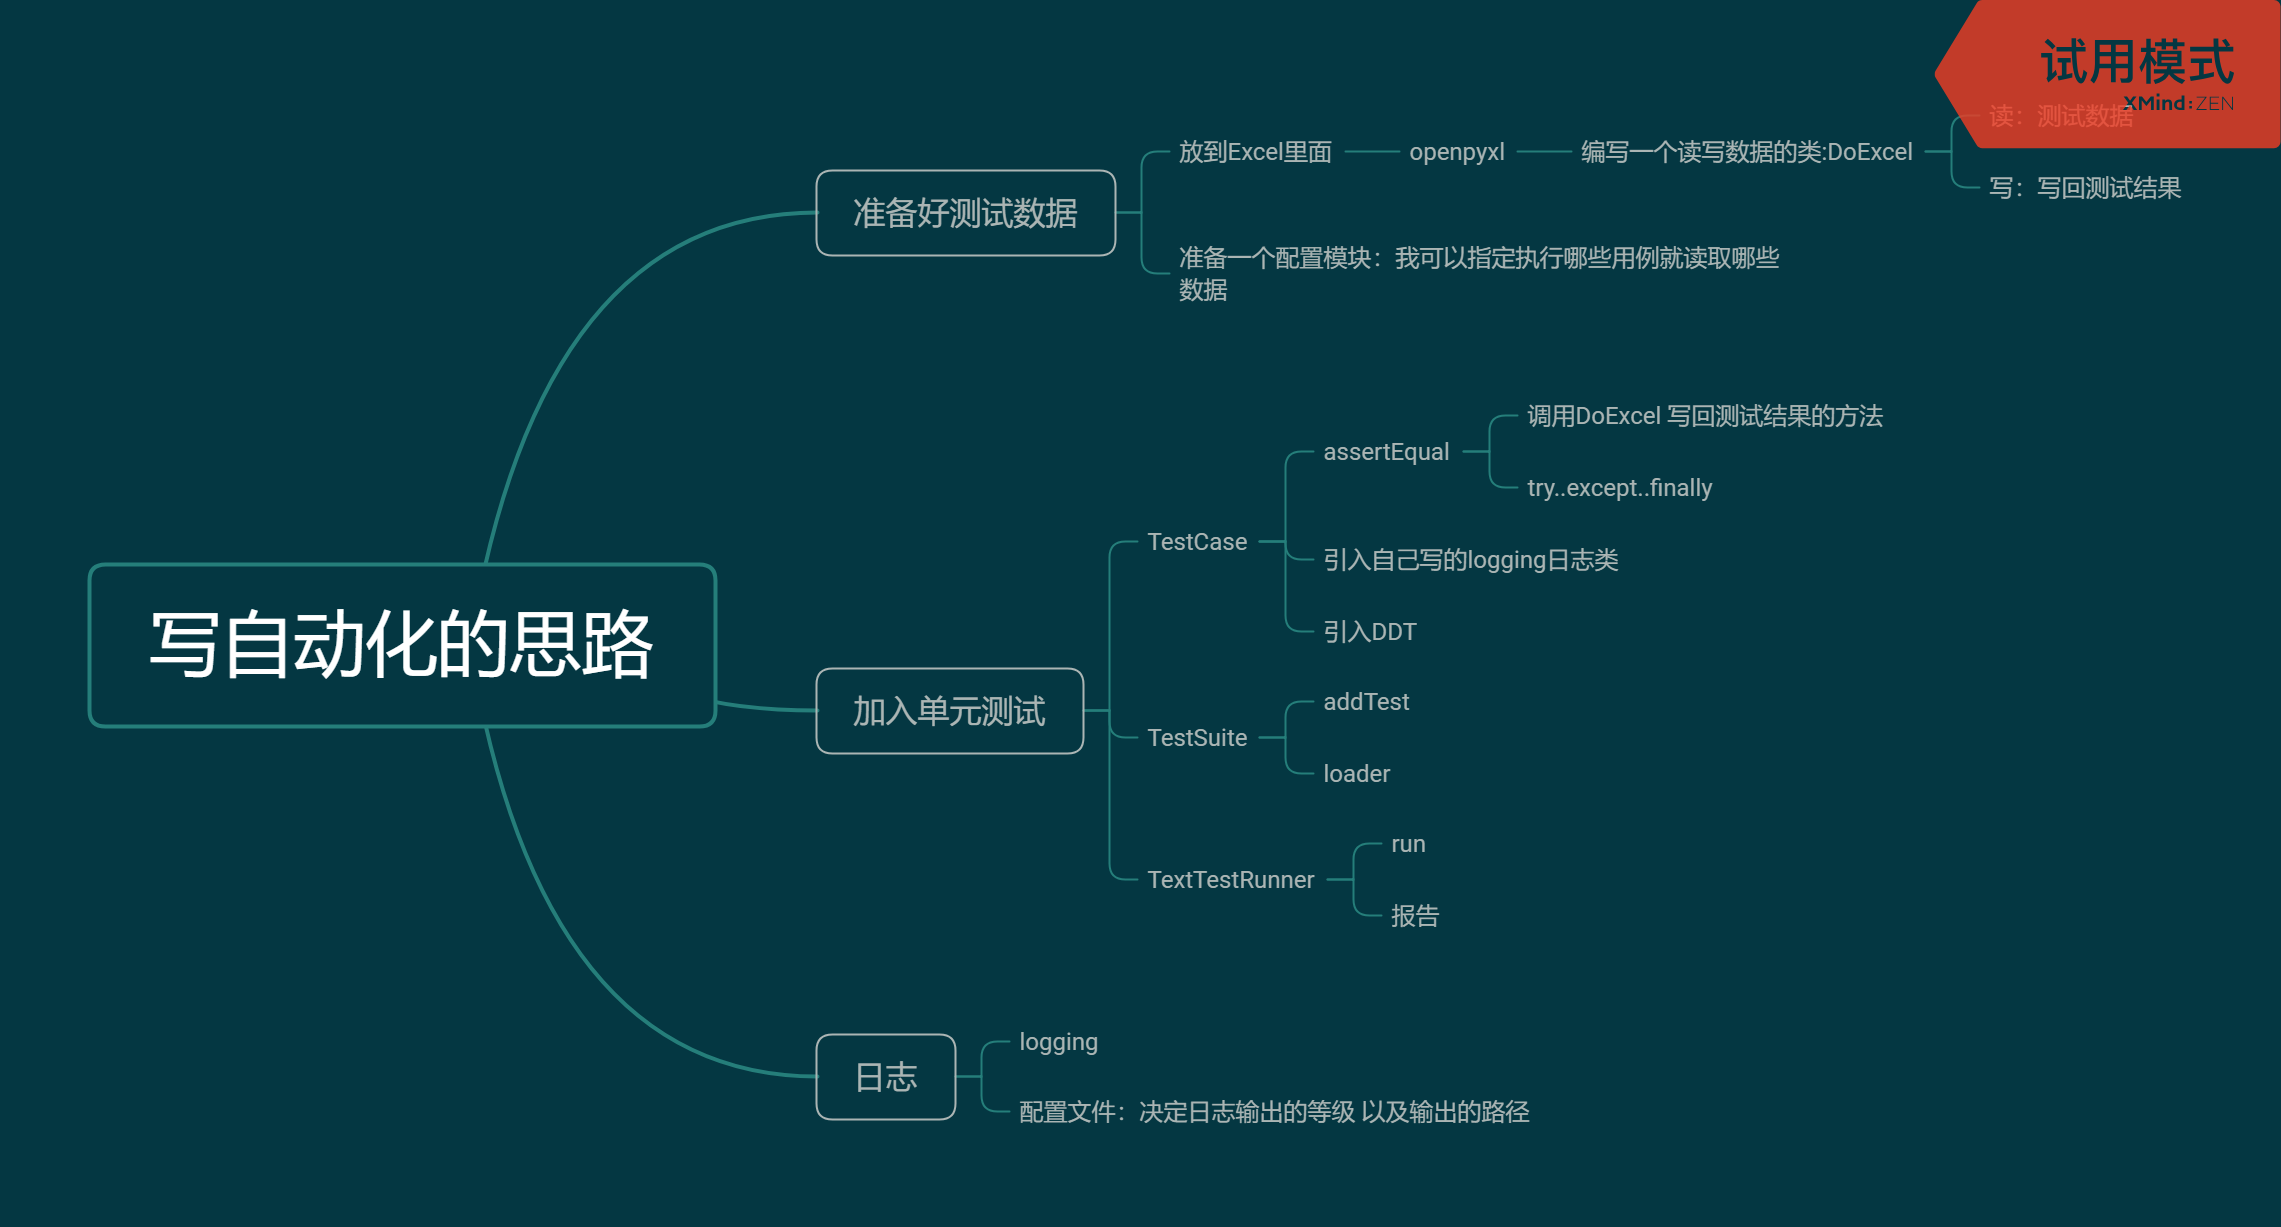 试用模式
XMind:ZEN
读：测试数据
放到Excel里面
openpyxl
编写一个读写数据的类:DoExcel
写：写回测试结果
准备好测试数据
准备一个配置模块：我可以指定执行哪些用例就读取哪些
数据
调用DoExcel 写回测试结果的方法
assertEqual
try..except..finally
TestCase
引入自己写的logging日志类
引入DDT
写自动化的思路
加入单元测试
addTest
TestSuite
loader
run
TextTestRunner
报告
logging
日志
配置文件：决定日志输出的等级 以及输出的路径